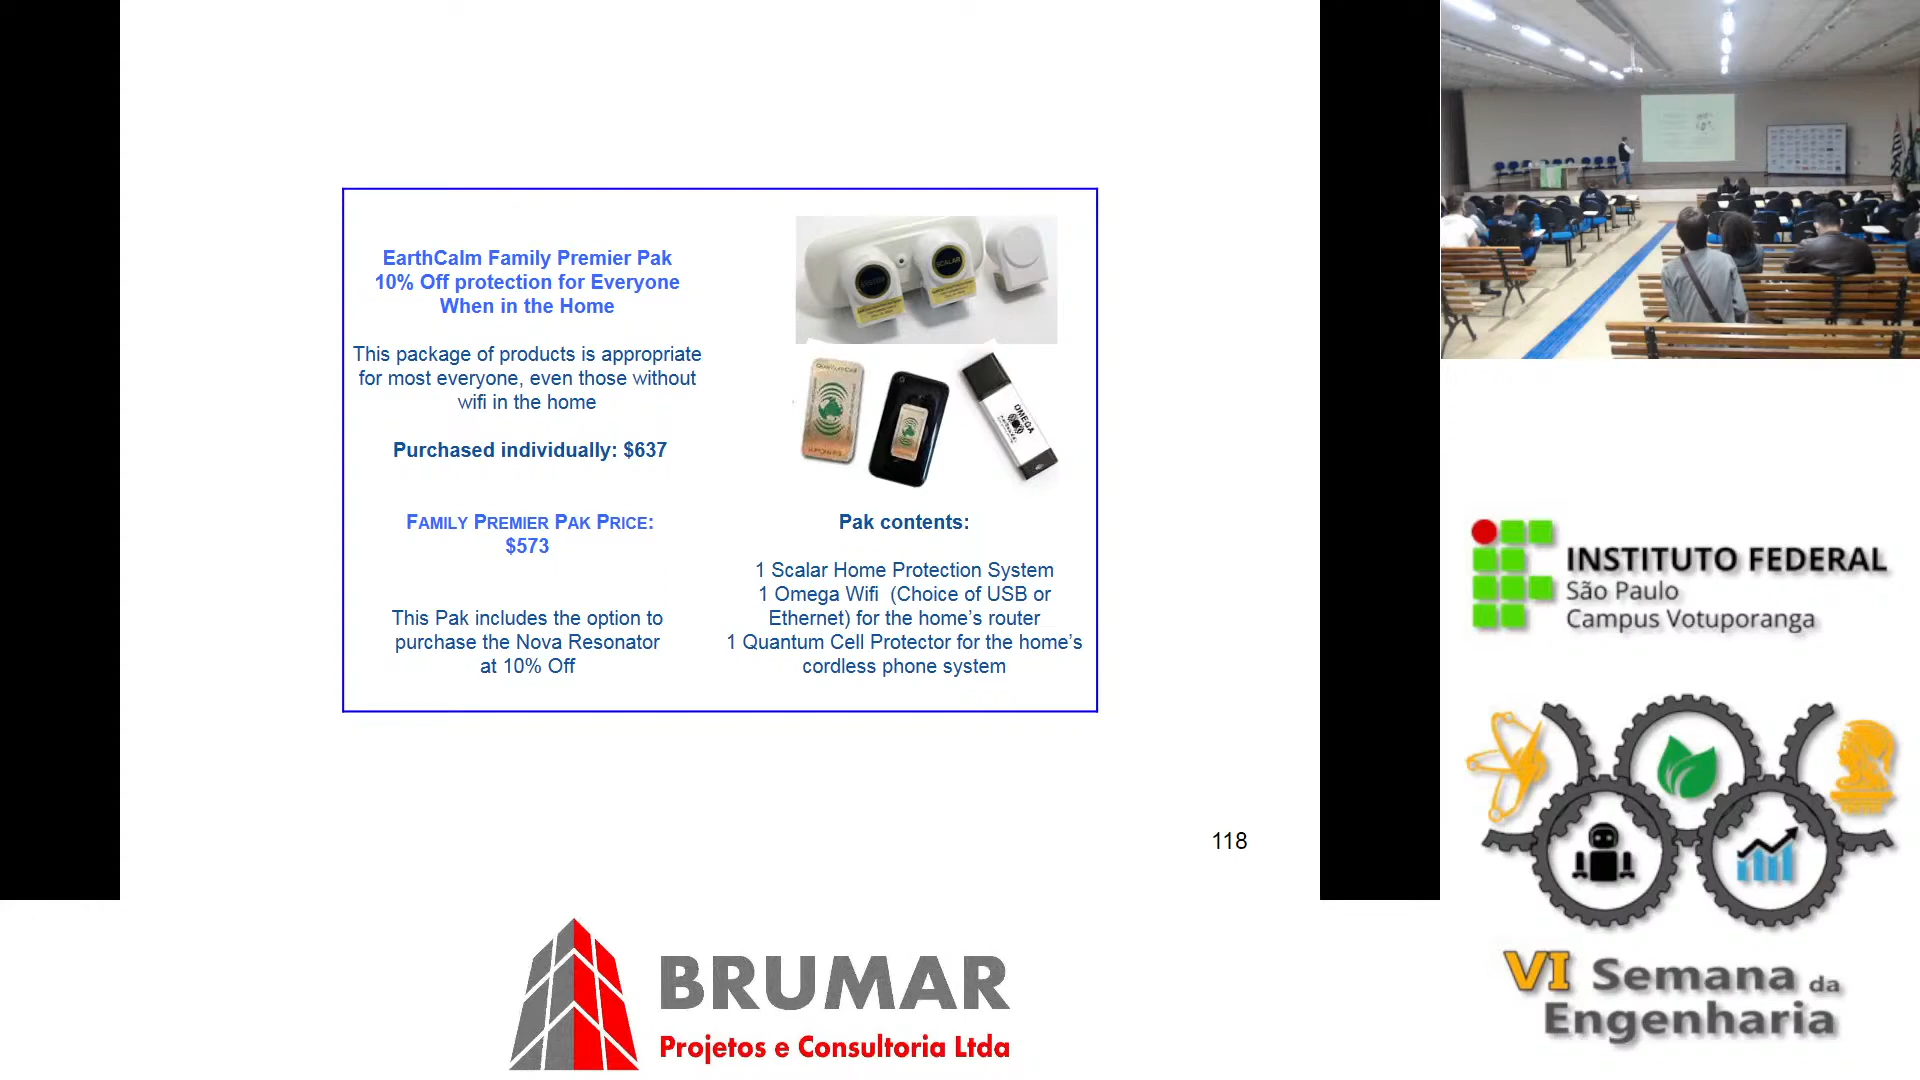 EarthCalm Family Premier Pak
10% Off protection for Everyone
When in the Home
This package of products is appropriate
for most everyone, even those without
wifi in the home
Purchased individually: $637
FAMILY PREMIER PAK PRICE:
$573
This Pak includes the option to
purchase the Nova Resonator
at 10% Off
SCALAR
OMEGA
Pak contents:
1 Scalar Home Protection System
1 Omega Wifi (Choice of USB or
Ethernet) for the home's router
1 Quantum Cell Protector for the home's
cordless phone system
118
BRUMAR
Projetos e Consultoria Ltda
INSTITUTO FEDERAL
São Paulo
Campus Votuporanga
VI Semana da
Engenharia